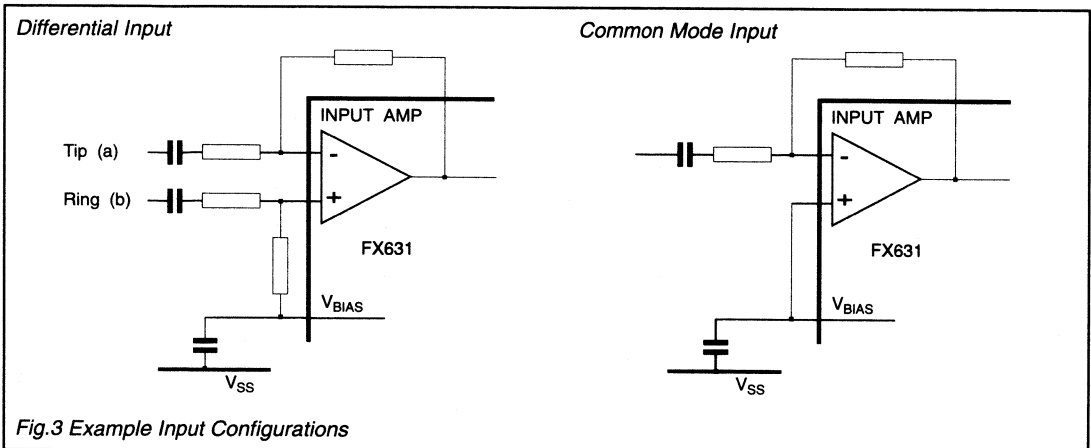 Differential Input
INPUT AMP
Tip (a)
-
Ring (b)
+
FX631
VBIAS
VSS
Common Mode Input
INPUT AMP
-
+
FX631
VBIAS
VSS
Fig.3 Example Input Configurations